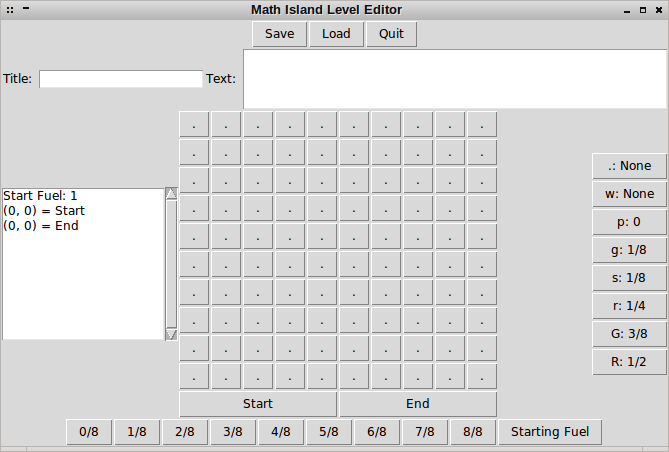 Math Island Level Editor
Save Load Quit
Title: Text:
. . . . . . . . . .
. . . . . . . . . .
. . . . . . . . . .
. . . . . . . . . .
. . . . . . . . . .
. . . . . . . . . .
. . . . . . . . . .
. . . . . . . . . .
. . . . . . . . . .
. . . . . . . . . .
Start Fuel: 1
(0, 0) = Start
(0, 0) = End
.: None
w: None
p: 0
g: 1/8
s: 1/8
r: 1/4
G: 3/8
R: 1/2
Start End
0/8 1/8 2/8 3/8 4/8 5/8 6/8 7/8 8/8 Starting Fuel